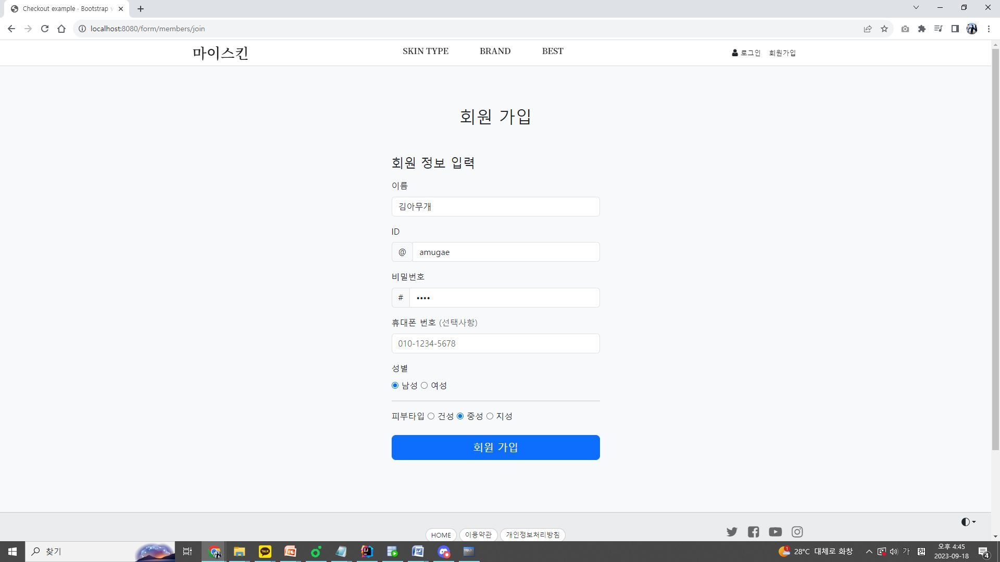 Checkout example · Bootstrap
localhost:8080/form/members/join
마이스킨
SKIN TYPE BRAND BEST
로그인 회원가입
회원 가입
회원 정보 입력
이름
김아무개
ID
@ amugae
비밀번호
# ••••
휴대폰 번호 (선택사항)
010-1234-5678
성별
남성 여성
피부타입 건성 중성 지성
회원 가입
HOME 이용약관 개인정보처리방침
찾기
TALK
28°C 대체로 화창
가
오후 4:45
2023-09-18
4